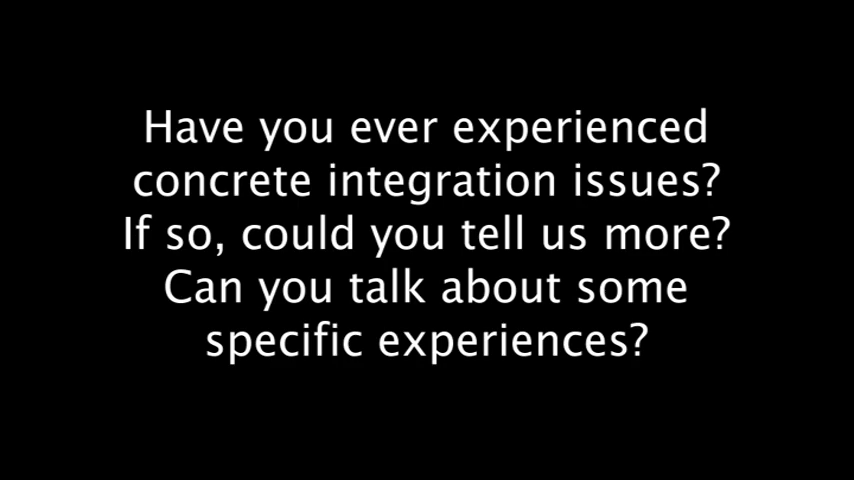 Have you ever experienced
concrete integration issues?
If so, could you tell us more?
Can you talk about some
specific experiences?